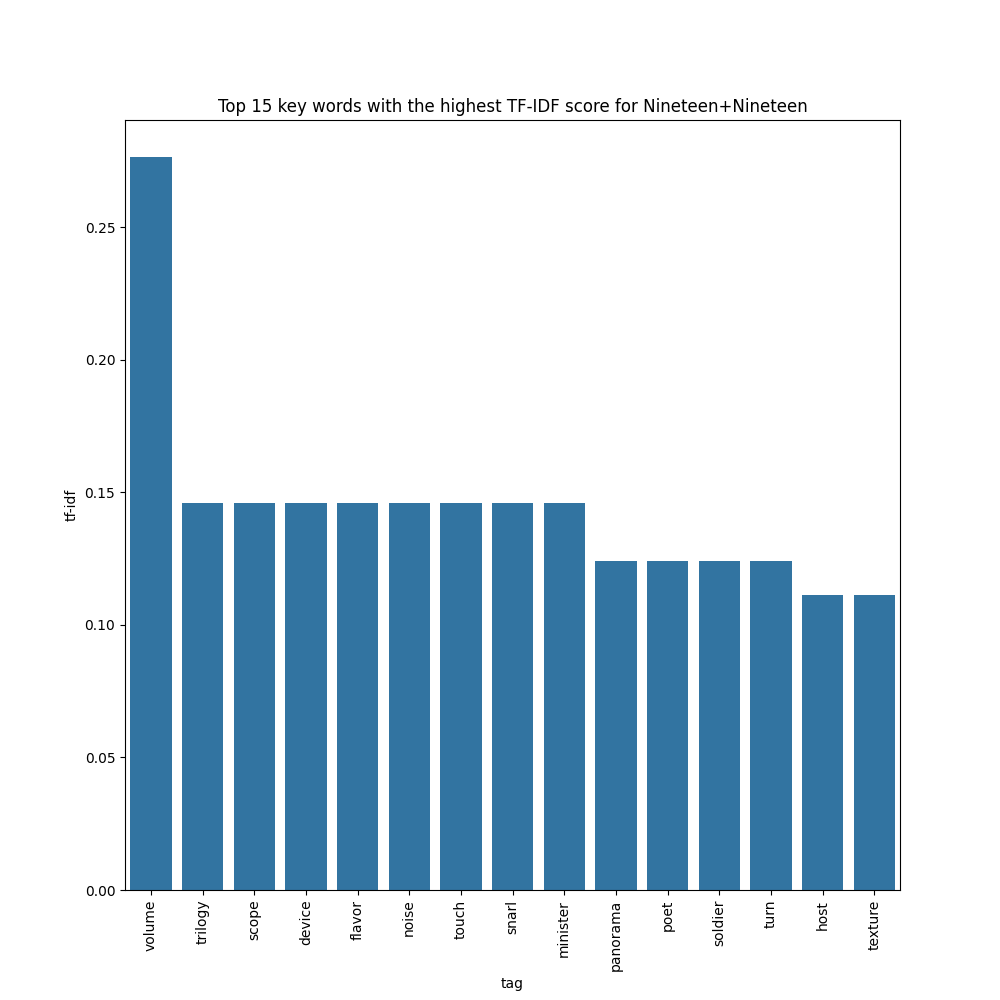 Top 15 key words with the highest TF-IDF score for Nineteen+Nineteen
tf-idf
0.25
0.20
0.15
0.10
0.05
0.00
volume
trilogy
scope
device
flavor
noise
touch
snarl
minister
panorama
poet
soldier
turn
host
texture
tag